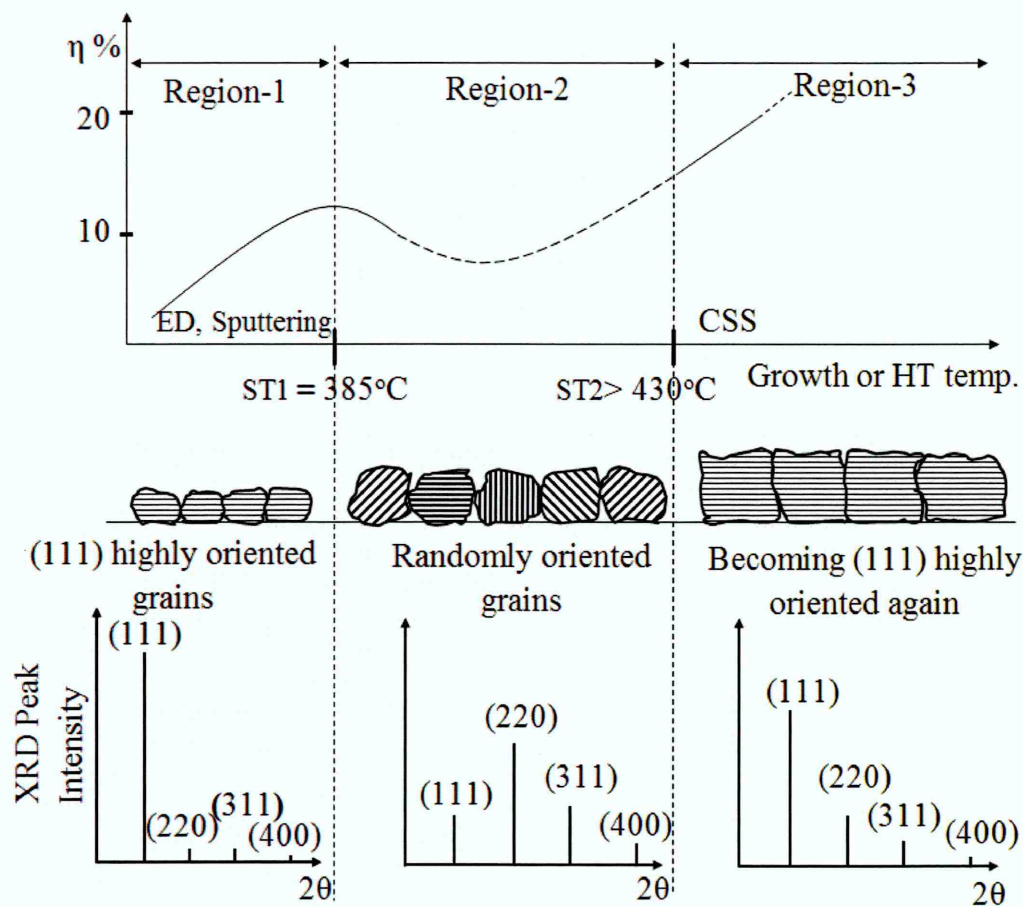 η %
Region-1
Region-2
Region-3
20
10
ED, Sputtering
CSS
ST1 = 385°C
ST2> 430°C
Growth or HT temp.
(111) highly oriented
grains
Randomly oriented
grains
Becoming (111) highly
oriented again
XRD Peak
Intensity
(111)
(220)
(311)
(400)
2θ
(111)
(220)
(311)
(400)
2θ
(111)
(220)
(311)
(400)
2θ